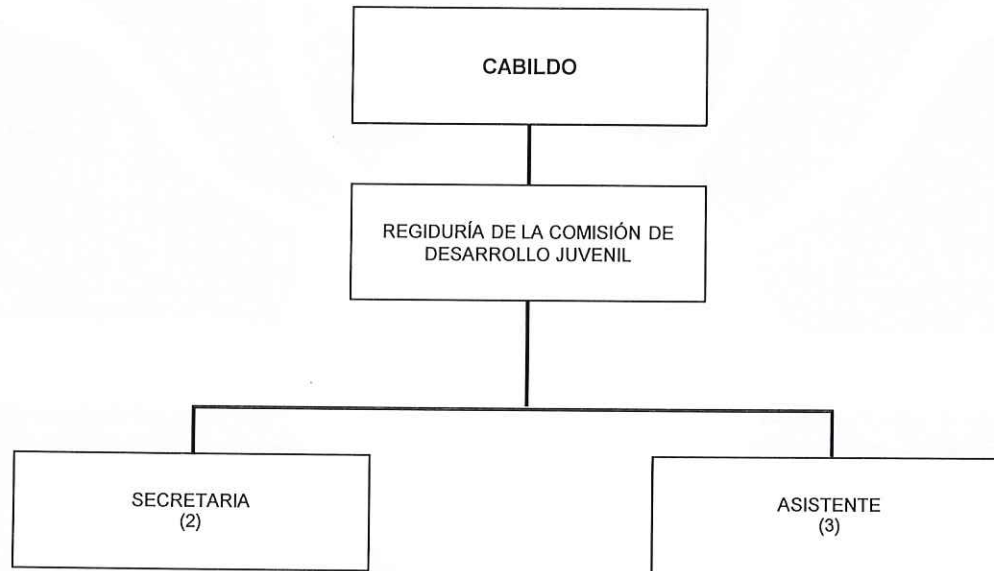 CABILDO
REGIDURÍA DE LA COMISIÓN DE
DESARROLLO JUVENIL
SECRETARIA
(2)
ASISTENTE
(3)